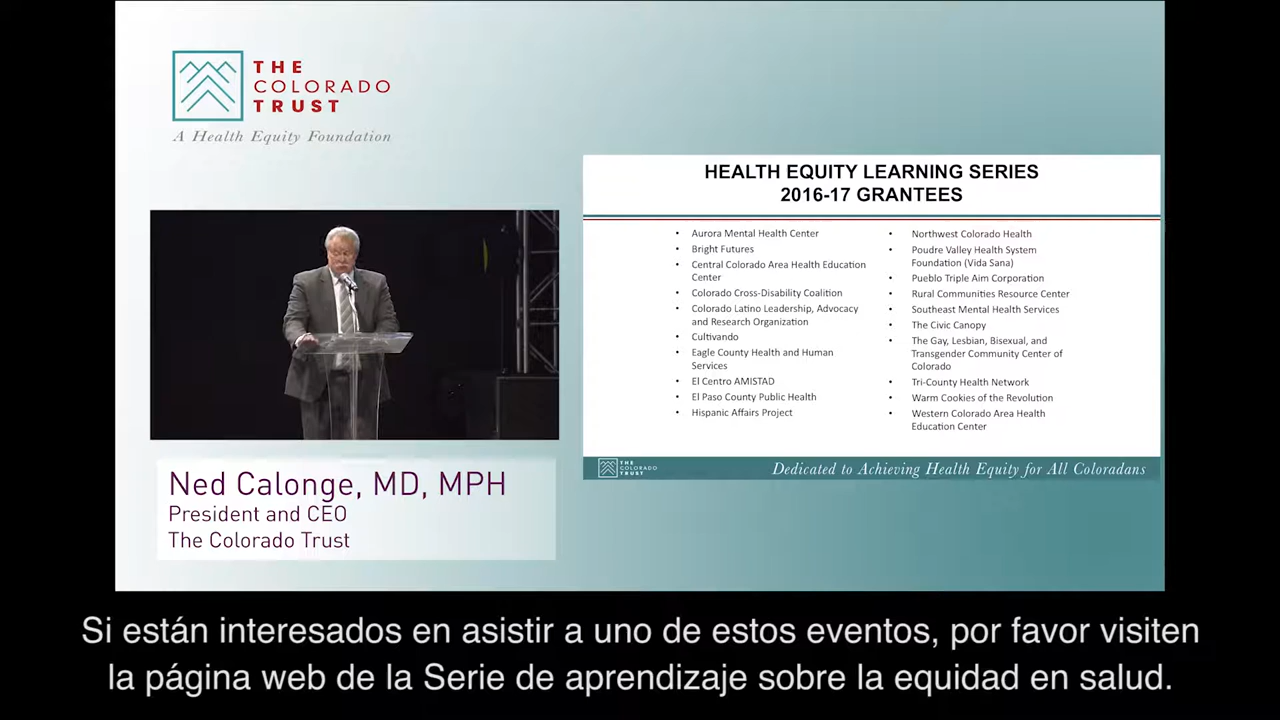 THE
COLORADO
TRUST
A Health Equity Foundation
HEALTH EQUITY LEARNING SERIES
2016-17 GRANTEES
• Aurora Mental Health Center
• Bright Futures
• Central Colorado Area Health Education
Center
• Colorado Cross-Disability Coalition
• Colorado Latino Leadership, Advocacy
and Research Organization
• Cultivando
• Eagle County Health and Human
Services
• El Centro AMISTAD
• El Paso County Public Health
• Hispanic Affairs Project
• Northwest Colorado Health
• Poudre Valley Health System
Foundation (Vida Sana)
• Pueblo Triple Aim Corporation
• Rural Communities Resource Center
• Southeast Mental Health Services
• The Civic Canopy
• The Gay, Lesbian, Bisexual, and
Transgender Community Center of
Colorado
• Tri-County Health Network
• Warm Cookies of the Revolution
• Western Colorado Area Health
Education Center
THE
COLORADO
TRUST
Dedicated to Achieving Health Equity for All Coloradans
Ned Calonge, MD, MPH
President and CEO
The Colorado Trust
Si están interesados en asistir a uno de estos eventos, por favor visiten
la página web de la Serie de aprendizaje sobre la equidad en salud.